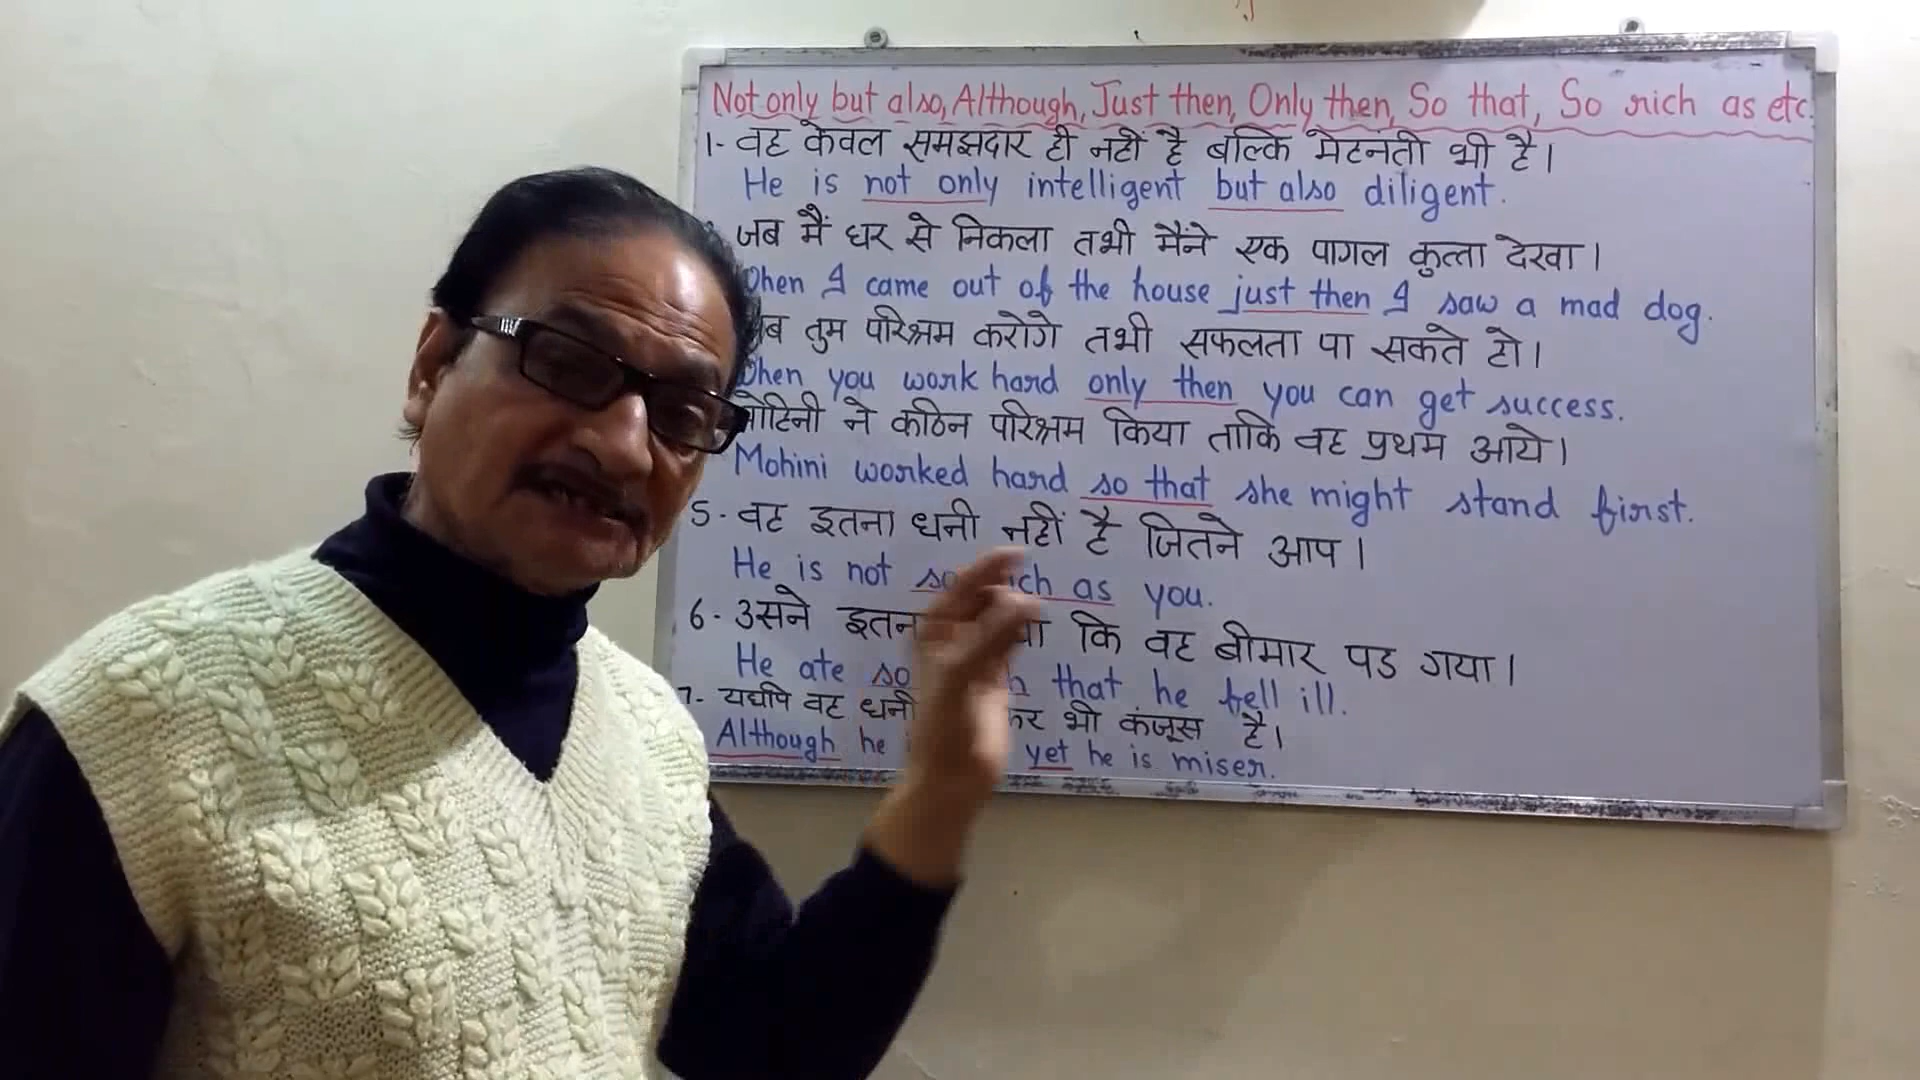 Not only but also, Although, Just then, Only then, So that, So rich as etc.
1- वह केवल समझदार ही नहीं है बल्कि मेहनती भी है।
He is not only intelligent but also diligent.
जब मैं घर से निकला तभी मैंने एक पागल कुत्ता देखा।
When I came out of the house just then I saw a mad dog.
जब तुम परिश्रम करोगे तभी सफलता पा सकते हो।
When you work hard only then you can get success.
मोहिनी ने कठिन परिश्रम किया ताकि वह प्रथम आये।
Mohini worked hard so that she might stand first.
5- वह इतना धनी नहीं है जितने आप।
He is not so as you.
6- उसने कि वह बीमार पड गया।
He ate so that he fell ill.
7- यद्यपि वह धनी भी कंजूस है।
Although he yet he is miser.